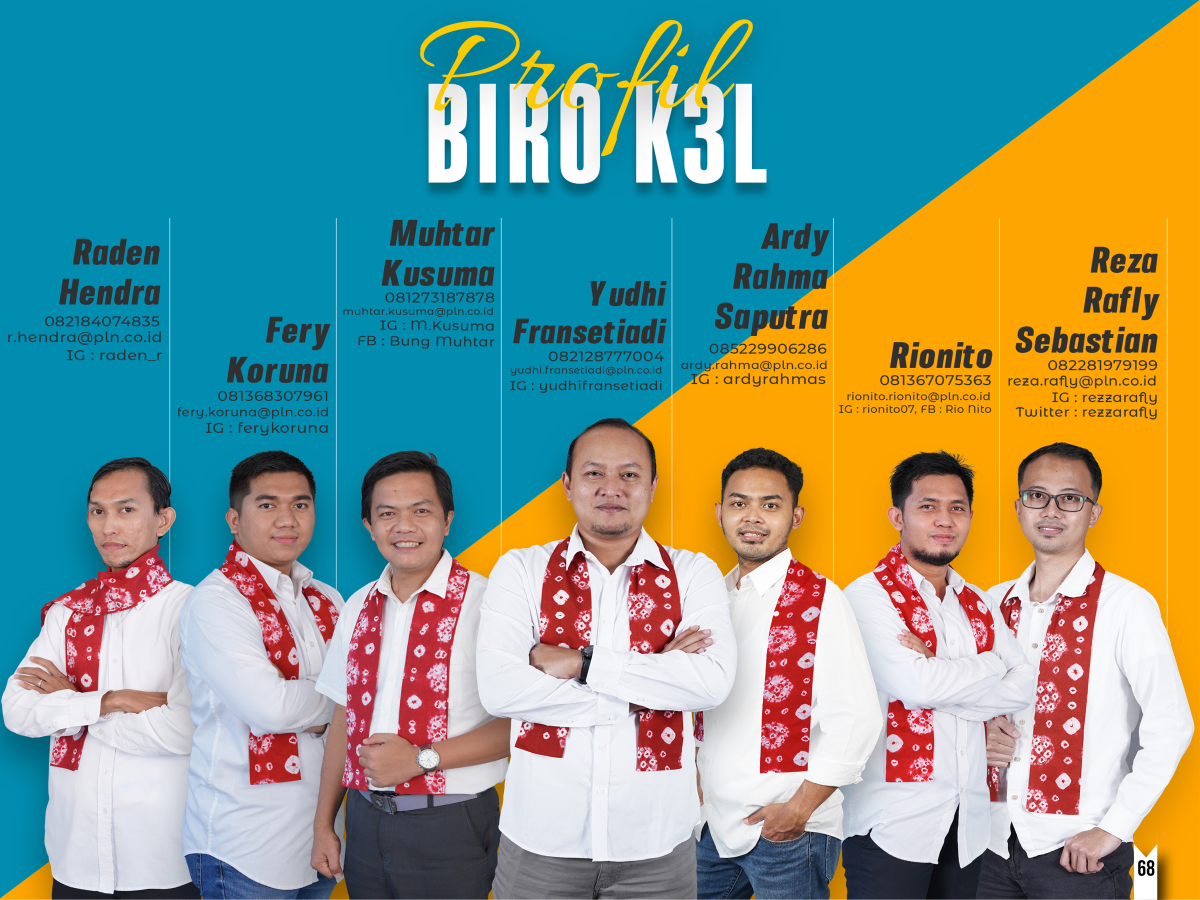 Profil
BIRO K3L
Raden
Hendra
082184074835
r.hendra@pln.co.id
IG : raden_r
Fery
Koruna
081368307961
fery.koruna@pln.co.id
IG : ferykoruna
Muhtar
Kusuma
081273187878
muhtar.kusuma@pln.co.id
IG : M.Kusuma
FB : Bung Muhtar
Yudhi
Fransetiadi
082128777004
yudhi.fransetiadi@pln.co.id
IG : yudhifransetiadi
Ardy
Rahma
Saputra
085229906286
ardy.rahma@pln.co.id
IG : ardyrahmas
Rionito
081367075363
rionito.rionito@pln.co.id
IG : rionito07, FB : Rio Nito
Reza
Rafly
Sebastian
082281979199
reza.rafly@pln.co.id
IG : rezzarafly
Twitter : rezzarafly
68